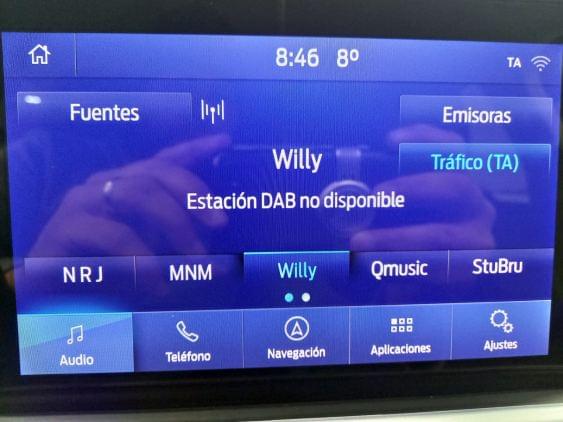 8:46 8º
TA
Fuentes
Emisoras
Willy
Tráfico (TA)
Estación DAB no disponible
NRJ MNM Willy Qmusic StuBru
Audio Teléfono Navegación Aplicaciones Ajustes